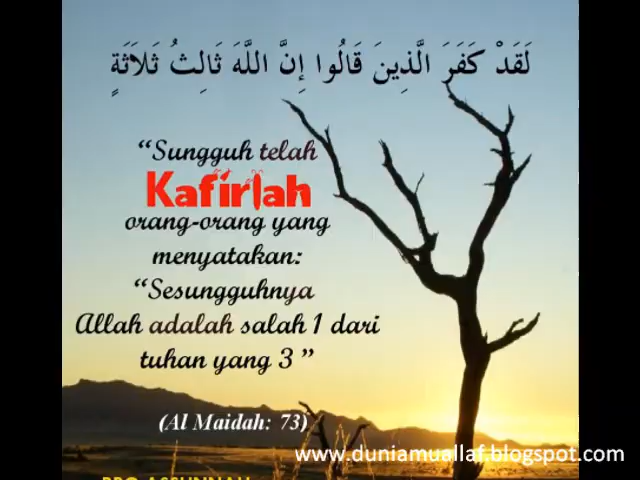 لَقَدْ كَفَرَ الَّذِينَ قَالُوا إِنَّ اللَّهَ ثَالِثُ ثَلَاثَةٍ
“Sungguh telah
Kafirlah
orang-orang yang
menyatakan:
“Sesungguhnya
Allah adalah salah 1 dari
tuhan yang 3 ”
(Al Maidah: 73)
www.duniamuallaf.blogspot.com